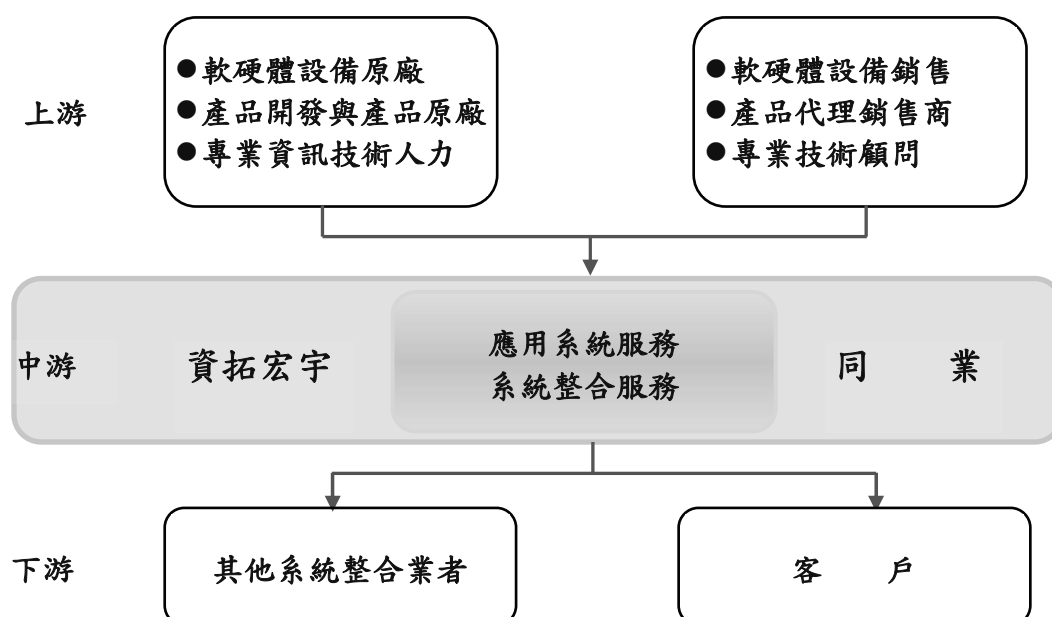 上游
●軟硬體設備原廠
●產品開發與產品原廠
●專業資訊技術人力
●軟硬體設備銷售
●產品代理銷售商
●專業技術顧問
中游
資拓宏宇
應用系統服務
系統整合服務
同 業
下游
其他系統整合業者
客 戶